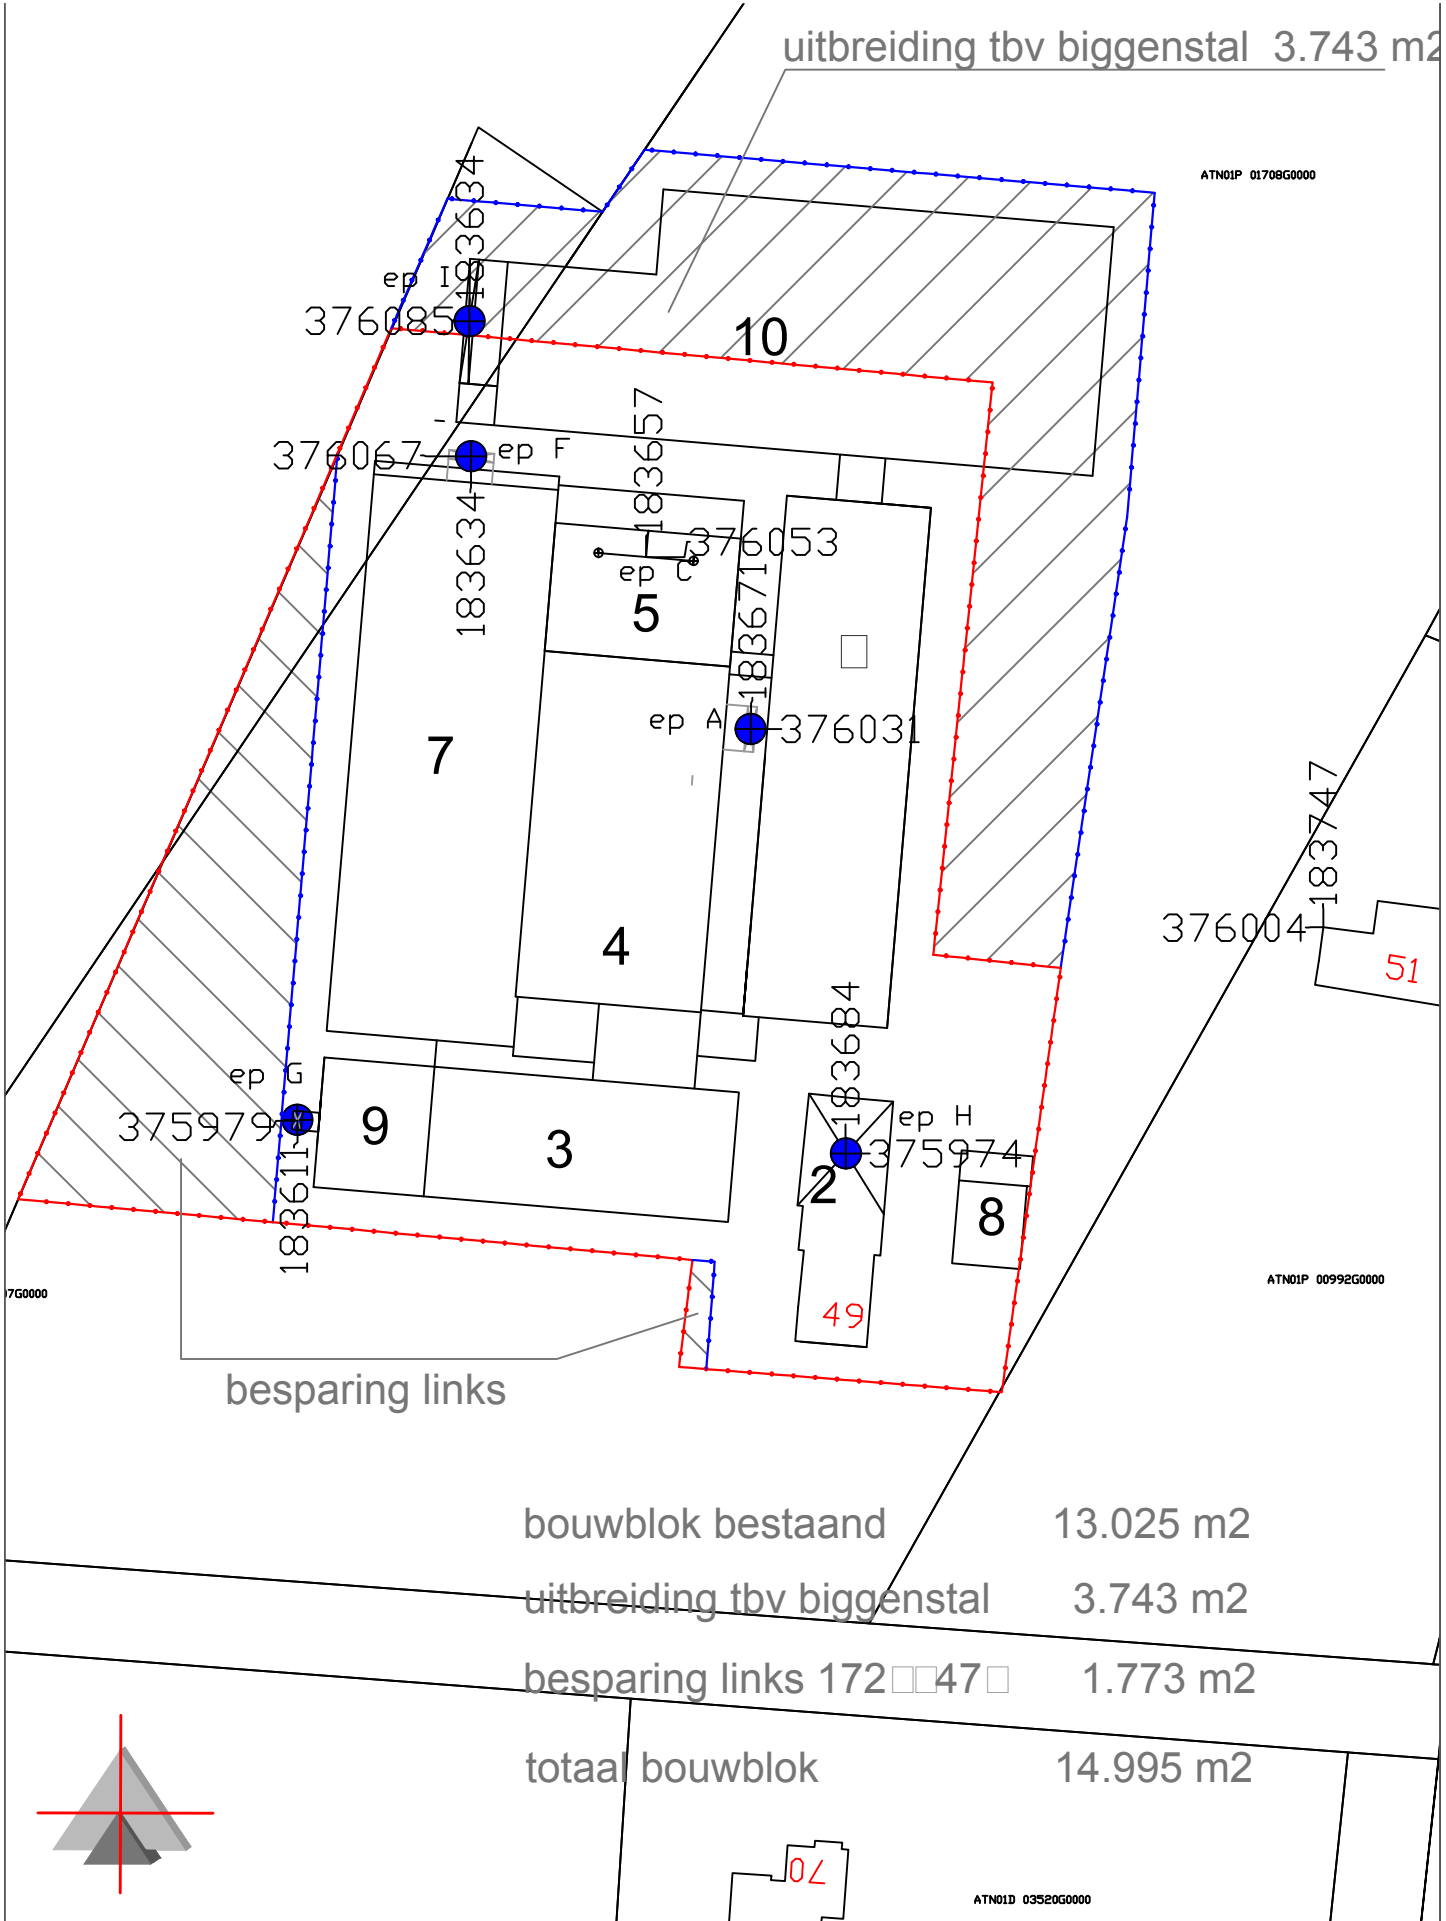 uitbreiding tbv biggenstal 3.743 m2
ATN01P 01708G0000
183634
ep I
376085
10
183657
376067
ep F
183634
376053
ep C
5
183671
ep A
376031
7
183747
4
376004
51
183684
ep G
375979
9
3
183611
ep H
375974
2
8
49
ATN01P 00992G0000
7G0000
besparing links
bouwblok bestaand 13.025 m2
uitbreiding tbv biggenstal 3.743 m2
besparing links 172□□47□ 1.773 m2
totaal bouwblok 14.995 m2
70
ATN01D 03520G0000